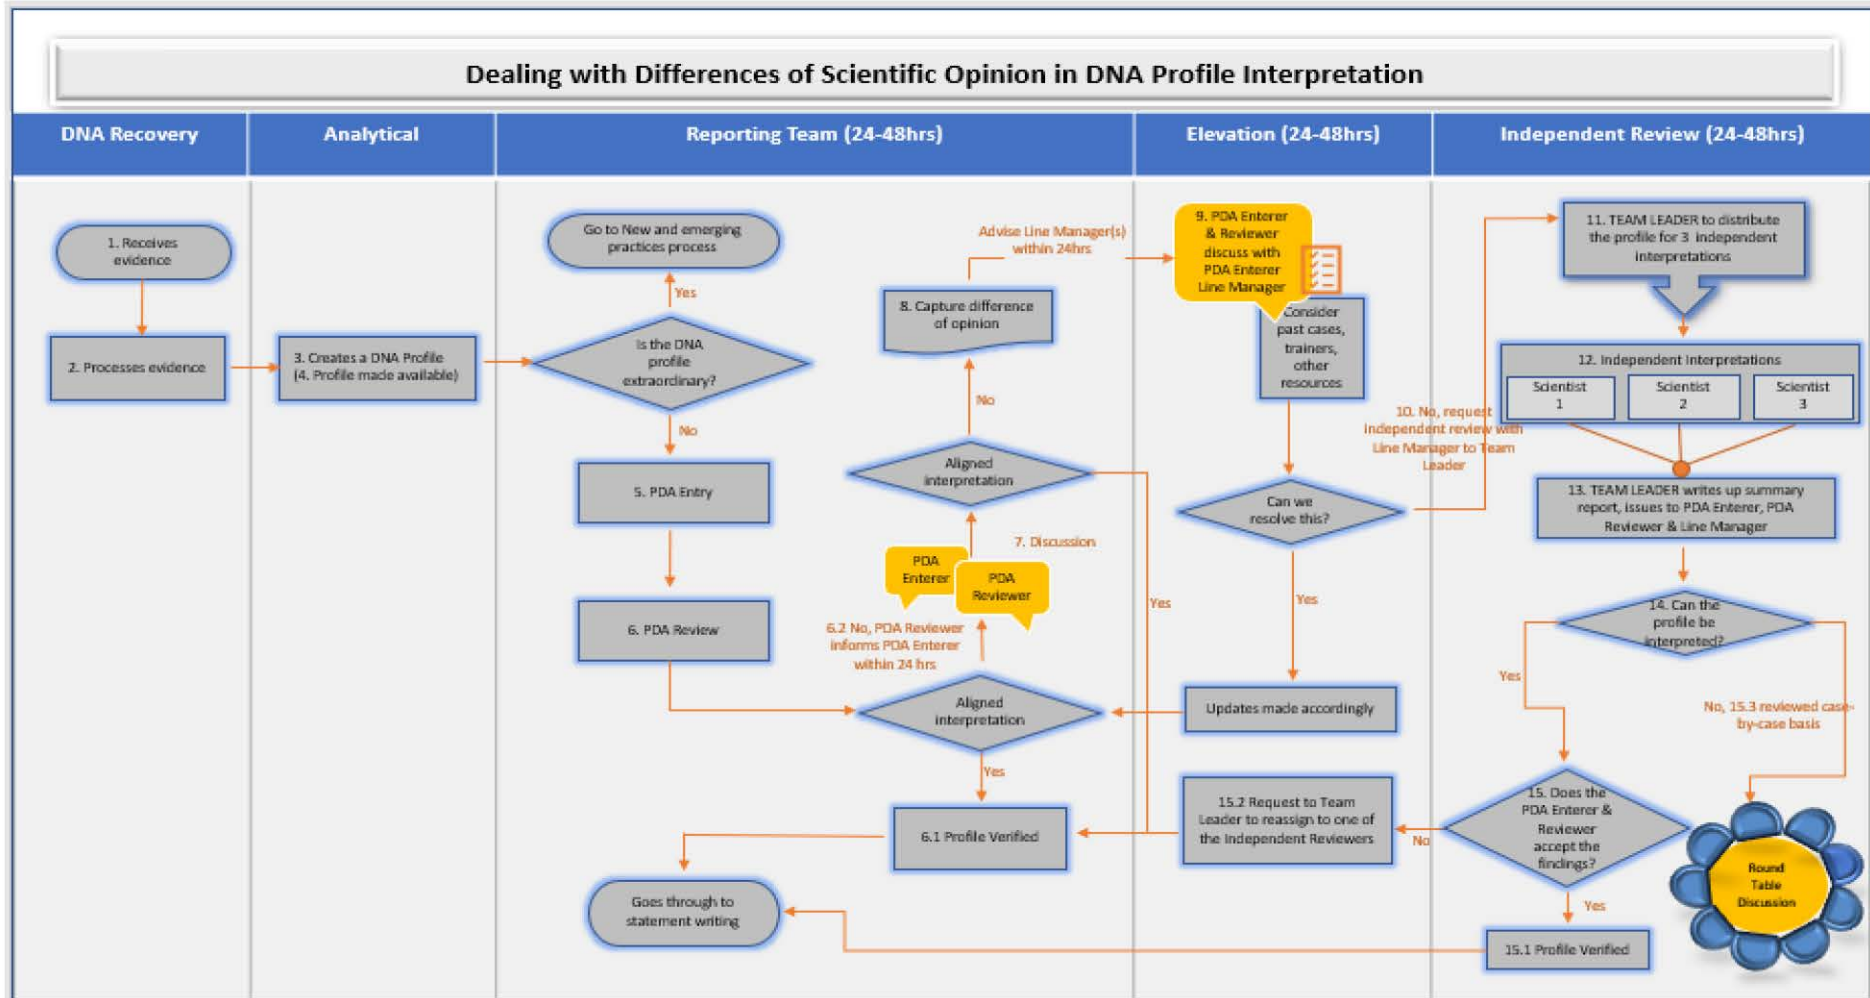 Dealing with Differences of Scientific Opinion in DNA Profile Interpretation
DNA Recovery
Analytical
Reporting Team (24-48hrs)
Elevation (24-48hrs)
Independent Review (24-48hrs)
1. Receives
evidence
2. Processes evidence
3. Creates a DNA Profile
(4. Profile made available)
Go to New and emerging
practices process
Yes
Is the DNA
profile
extraordinary?
No
5. PDA Entry
6. PDA Review
Advise Line Manager(s)
within 24hrs
8. Capture difference
of opinion
No
Aligned
interpretation
7. Discussion
PDA
Enterer
PDA
Reviewer
6.2 No, PDA Reviewer
informs PDA Enterer
within 24 hrs
Aligned
interpretation
Yes
Yes
6.1 Profile Verified
Goes through to
statement writing
9. PDA Enterer
& Reviewer
discuss with
PDA Enterer
Line Manager
Consider
past cases,
trainers,
other
resources
10. No, request
independent review with
Line Manager to Team
Leader
Can we
resolve this?
Yes
Updates made accordingly
15.2 Request to Team
Leader to reassign to one of
the Independent Reviewers
No
11. TEAM LEADER to distribute
the profile for 3 independent
interpretations
12. Independent Interpretations
Scientist
1
Scientist
2
Scientist
3
13. TEAM LEADER writes up summary
report, issues to PDA Enterer, PDA
Reviewer & Line Manager
14. Can the
profile be
interpreted?
Yes
No, 15.3 reviewed case-
by-case basis
15. Does the
PDA Enterer &
Reviewer
accept the
findings?
Yes
Round
Table
Discussion
15.1 Profile Verified